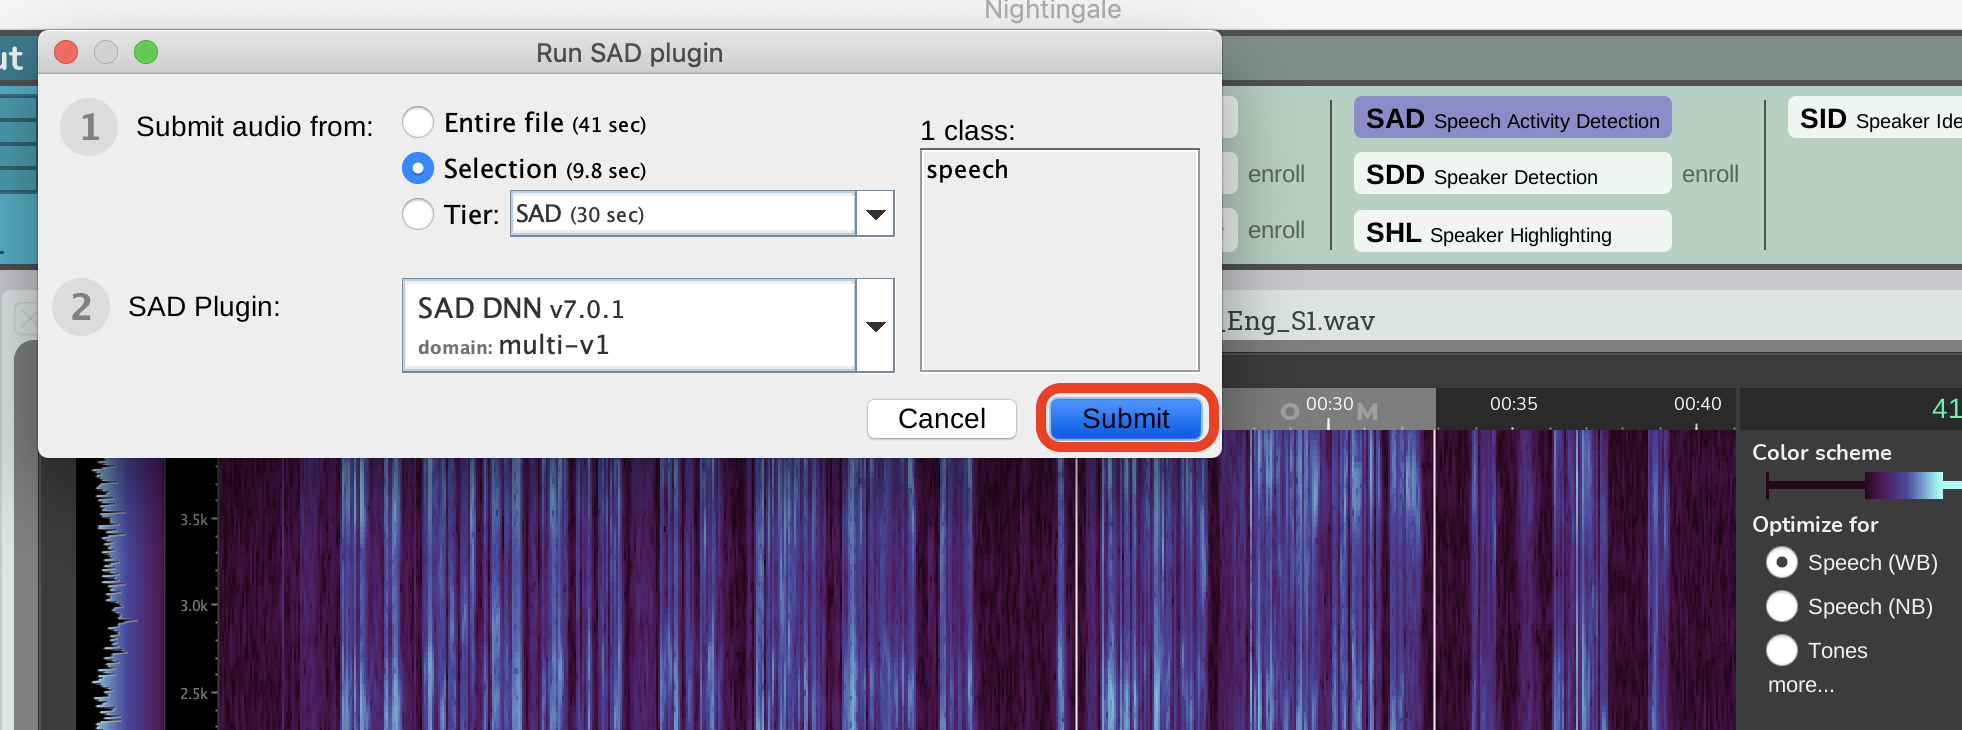 Nightingale
ut
Run SAD plugin
1 Submit audio from:
Entire file (41 sec)
Selection (9.8 sec)
Tier: SAD (30 sec)
1 class:
speech
2 SAD Plugin:
SAD DNN v7.0.1
domain: multi-v1
Cancel
Submit
enroll
enroll
SAD Speech Activity Detection
SDD Speaker Detection enroll
SHL Speaker Highlighting
SID Speaker Ide
_Eng_S1.wav
O M
00:30 00:35 00:40
41
3.5k
3.0k
2.5k
Color scheme
Optimize for
Speech (WB)
Speech (NB)
Tones
more...